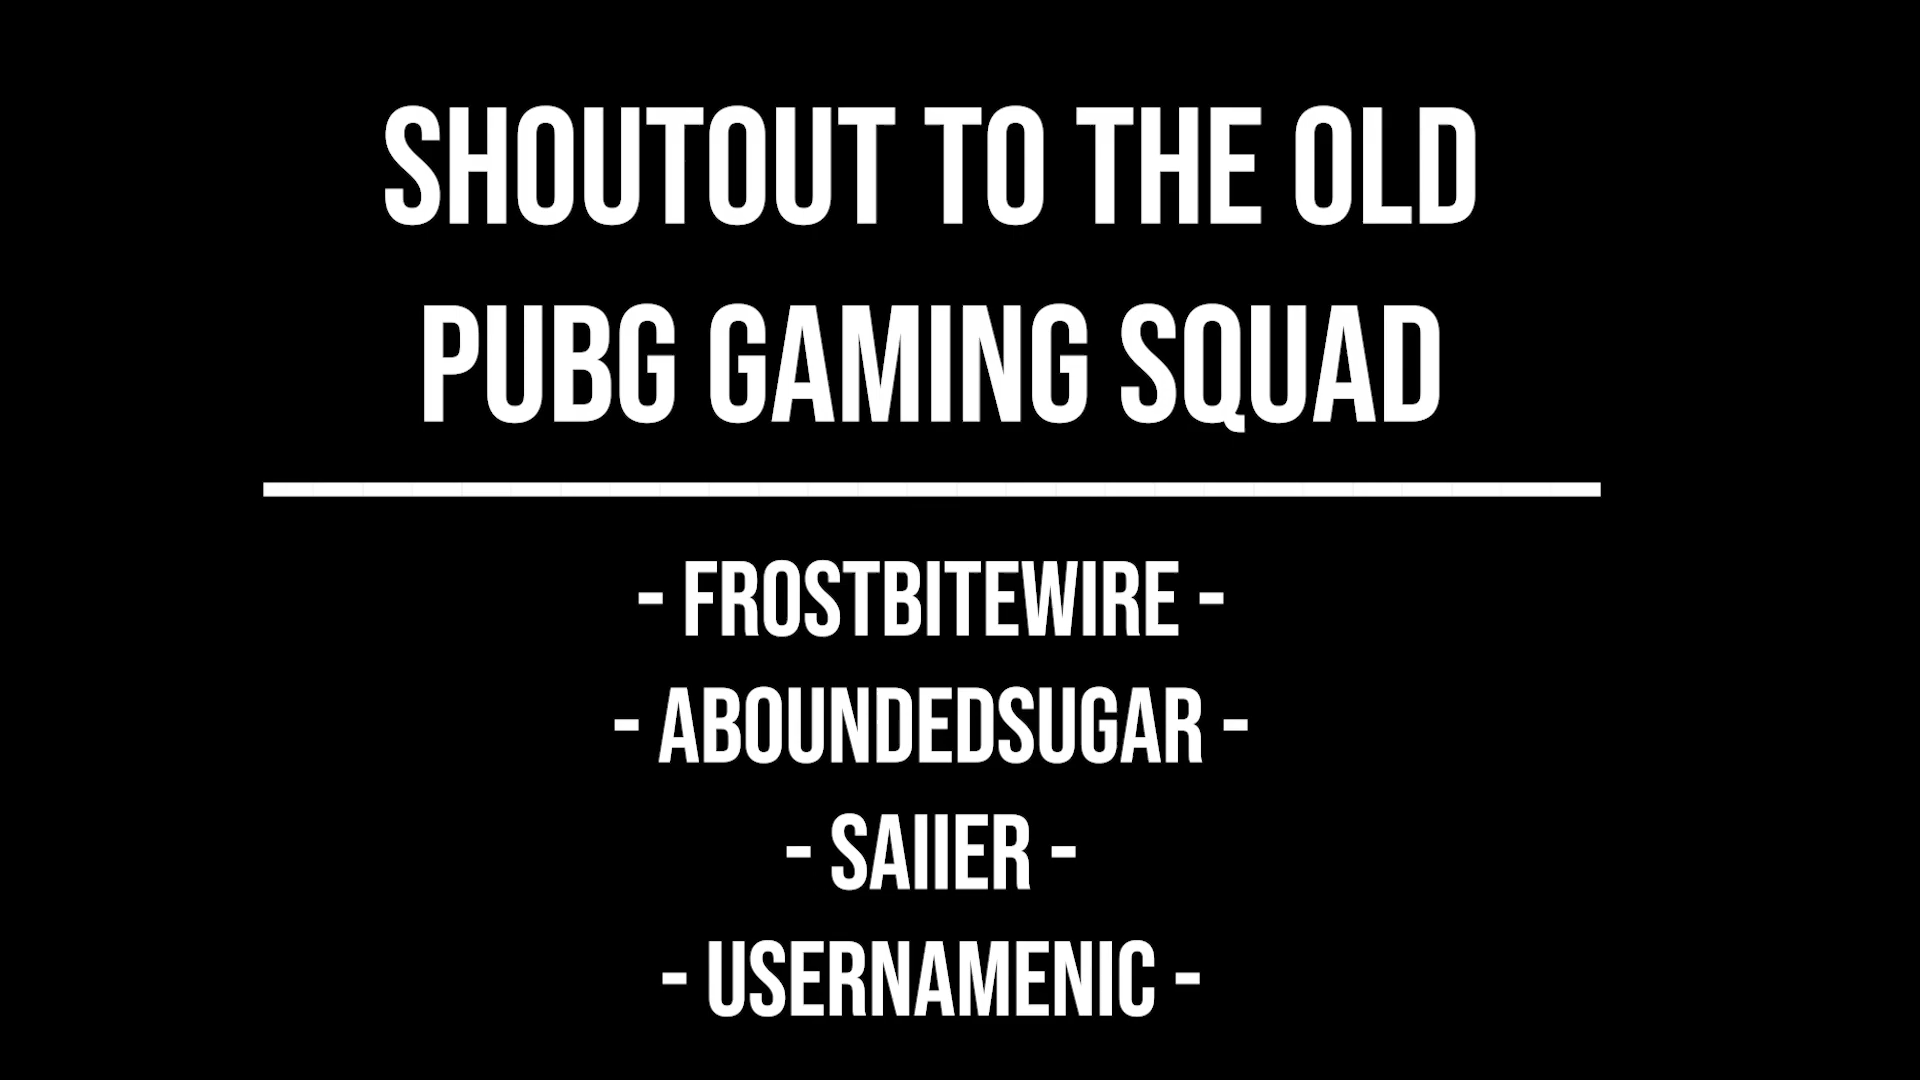 SHOUTOUT TO THE OLD
PUBG GAMING SQUAD
- FROSTBITEWIRE -
- ABOUNDEDSUGAR -
- SAIIER -
- USERNAMENIC -